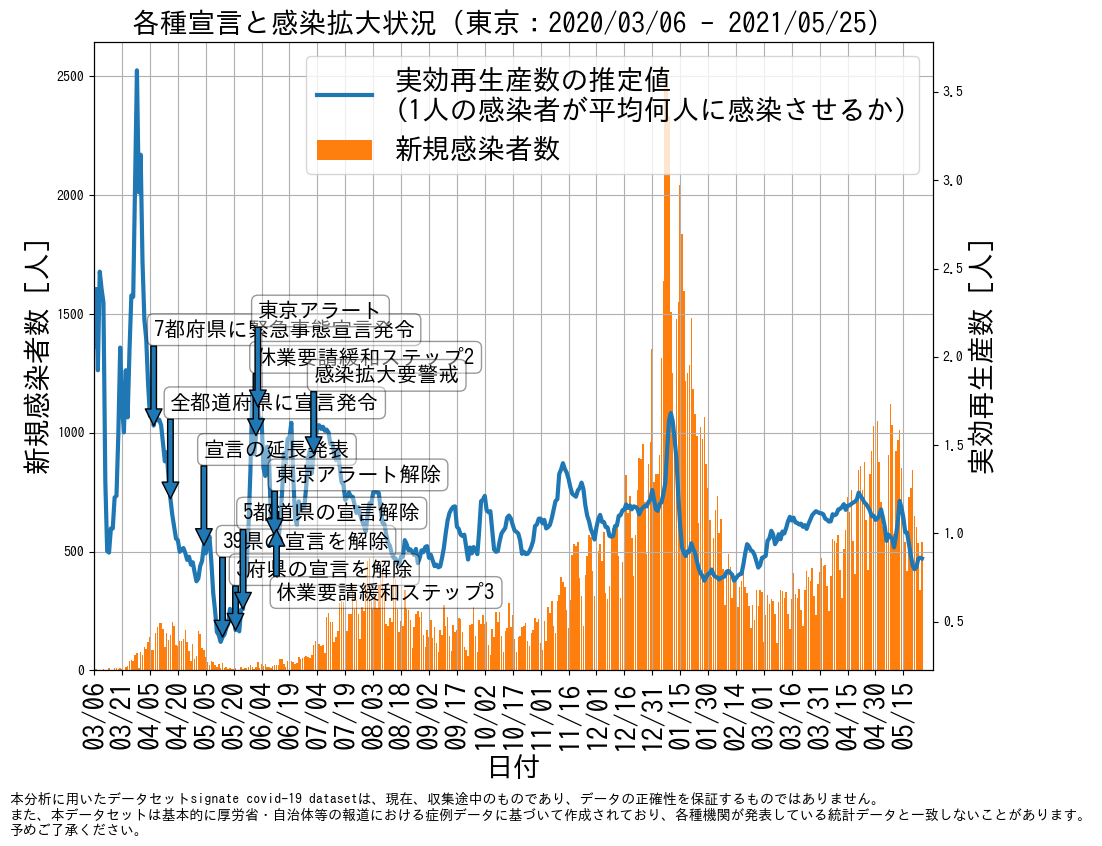 各種宣言と感染拡大状況 (東京：2020/03/06 - 2021/05/25)
実効再生産数の推定値
(1人の感染者が平均何人に感染させるか)
新規感染者数
新規感染者数 [人]
2500
2000
1500
1000
500
0
3.5
3.0
2.5
2.0
1.5
1.0
0.5
実効再生産数 [人]
東京アラート
7都府県に緊急事態宣言発令
休業要請緩和ステップ2
感染拡大要警戒
全都道府県に宣言発令
宣言の延長発表
東京アラート解除
5都道県の宣言解除
39県の宣言を解除
3府県の宣言を解除
休業要請緩和ステップ3
03/06
03/21
04/05
04/20
05/05
05/20
06/04
06/19
07/04
07/19
08/03
08/18
09/02
09/17
10/02
10/17
11/01
11/16
12/01
12/16
12/31
01/15
01/30
02/14
03/01
03/16
03/31
04/15
04/30
05/15
日付
本分析に用いたデータセットsignate covid-19 datasetは、現在、収集途中のものであり、データの正確性を保証するものではありません。
また、本データセットは基本的に厚労省・自治体等の報道における症例データに基づいて作成されており、各種機関が発表している統計データと一致しないことがあります。
予めご了承ください。